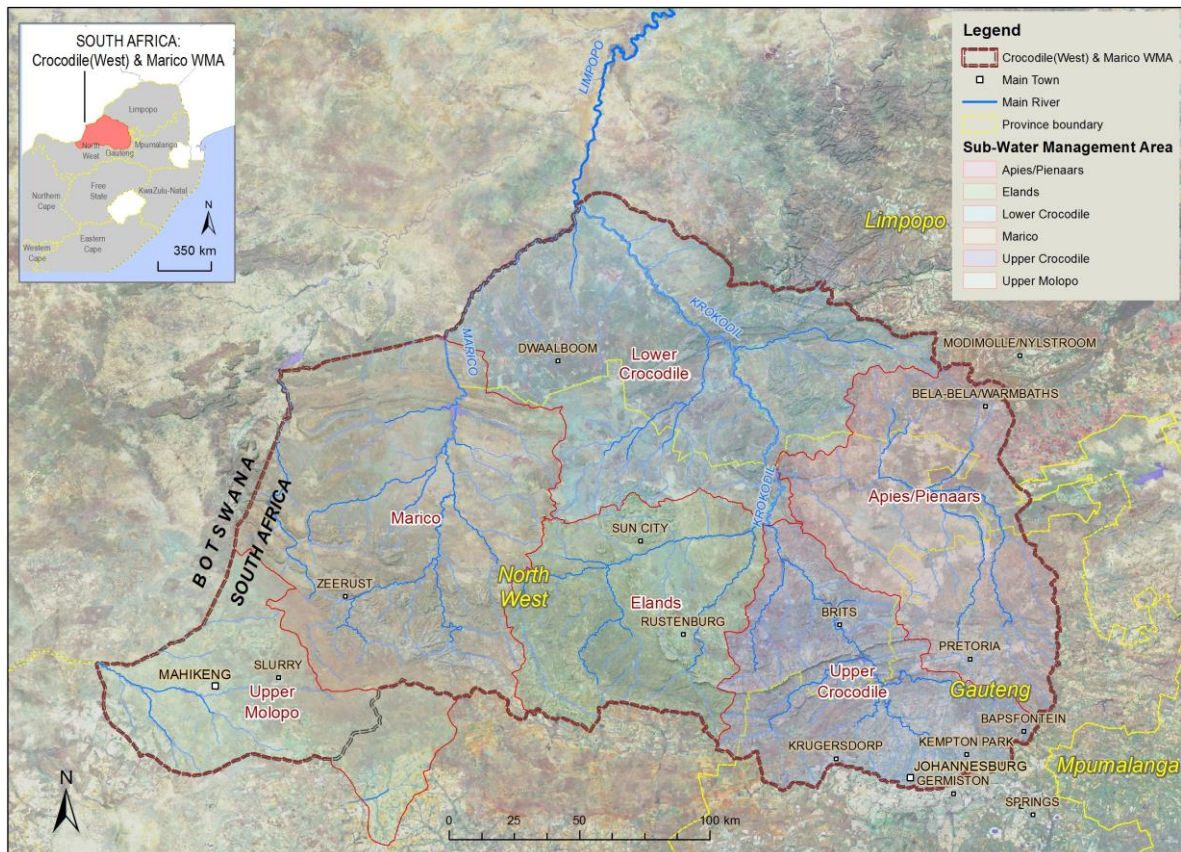 SOUTH AFRICA:
Crocodile(West) & Marico WMA
Limpopo
North
West
Gauteng
Mpumalanga
Northern
Cape
Free
State
KwaZulu-Natal
Eastern
Cape
Western
Cape
N
350 km
Legend
Crocodile(West) & Marico WMA
Main Town
Main River
Province boundary
Sub-Water Management Area
Apies/Pienaars
Elands
Lower Crocodile
Marico
Upper Crocodile
Upper Molopo
LIMPOPO
Limpopo
KROKODIL
MARICO
DWAALBOOM
Lower
Crocodile
MODIMOLLE/NYLSTROOM
BELA-BELA/WARMBATHS
KROKODIL
Apies/Pienaars
BOTSWANA
SOUTH AFRICA
Marico
SUN CITY
North
West
ZEERUST
Elands
RUSTENBURG
BRITS
PRETORIA
MAHIKENG
SLURRY
Upper
Molopo
Upper
Crocodile
Gauteng
BAPSFONTEIN
KRUGERSDORP
KEMPTON PARK
JOHANNESBURG
GERMISTON
Mpumalanga
SPRINGS
N
0 20 40 60 80 100 km